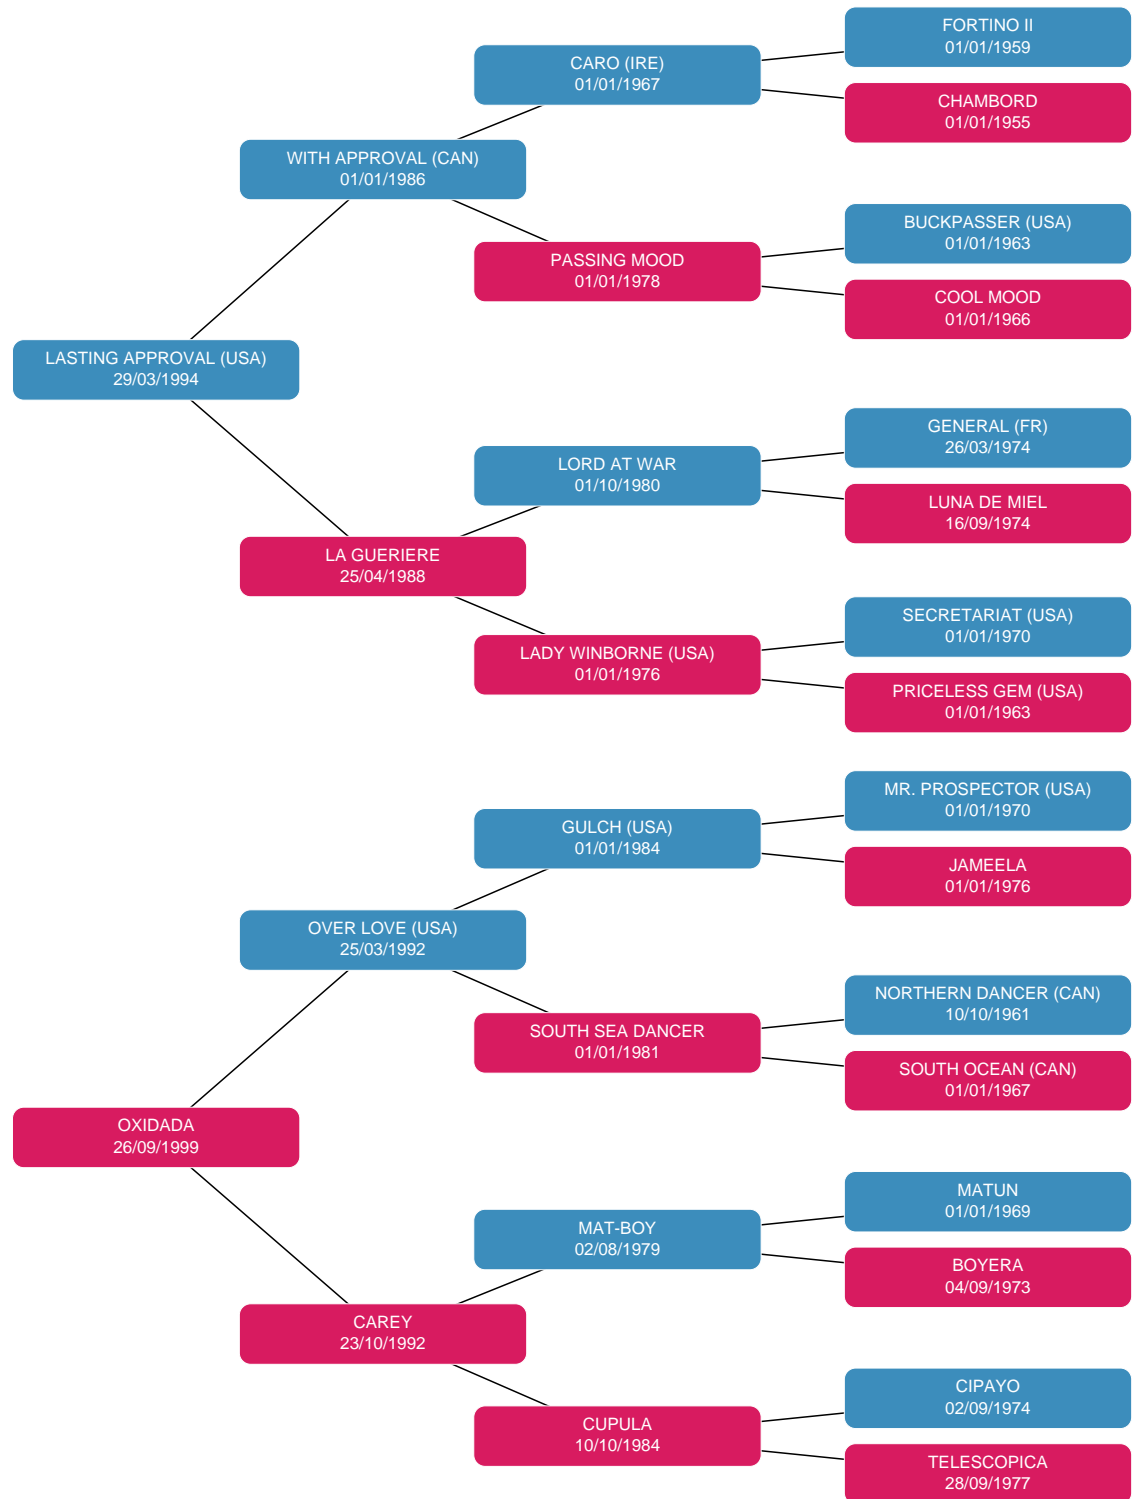 FORTINO II
01/01/1959
CARO (IRE)
01/01/1967
CHAMBORD
01/01/1955
WITH APPROVAL (CAN)
01/01/1986
BUCKPASSER (USA)
01/01/1963
PASSING MOOD
01/01/1978
COOL MOOD
01/01/1966
LASTING APPROVAL (USA)
29/03/1994
GENERAL (FR)
26/03/1974
LORD AT WAR
01/10/1980
LUNA DE MIEL
16/09/1974
LA GUERIERE
25/04/1988
SECRETARIAT (USA)
01/01/1970
LADY WINBORNE (USA)
01/01/1976
PRICELESS GEM (USA)
01/01/1963
MR. PROSPECTOR (USA)
01/01/1970
GULCH (USA)
01/01/1984
JAMEELA
01/01/1976
OVER LOVE (USA)
25/03/1992
NORTHERN DANCER (CAN)
10/10/1961
SOUTH SEA DANCER
01/01/1981
SOUTH OCEAN (CAN)
01/01/1967
OXIDADA
26/09/1999
MATUN
01/01/1969
MAT-BOY
02/08/1979
BOYERA
04/09/1973
CAREY
23/10/1992
CIPAYO
02/09/1974
CUPULA
10/10/1984
TELESCOPICA
28/09/1977